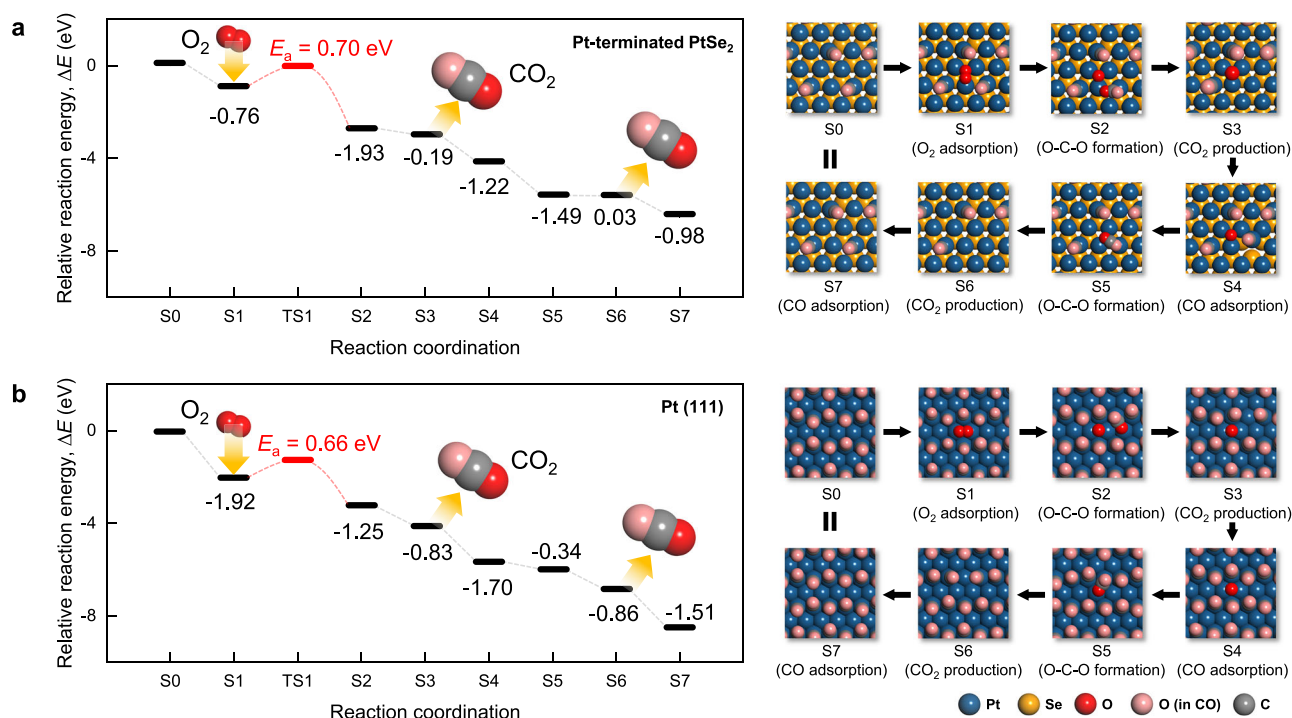 a
Relative reaction energy, ΔE (eV)
0
-4
-8
O₂
Eₐ = 0.70 eV
Pt-terminated PtSe₂
CO₂
-0.76
-1.93
-0.19
-1.22
-1.49
0.03
-0.98
S0 S1 TS1 S2 S3 S4 S5 S6 S7
Reaction coordination
S0 S1 S2 S3
(O₂ adsorption) (O-C-O formation) (CO₂ production)
S7 S6 S5 S4
(CO adsorption) (CO₂ production) (O-C-O formation) (CO adsorption)
b
Relative reaction energy, ΔE (eV)
0
-4
-8
O₂
Eₐ = 0.66 eV
Pt (111)
CO₂
-1.92
-1.25
-0.83
-1.70
-0.34
-0.86
-1.51
S0 S1 TS1 S2 S3 S4 S5 S6 S7
Reaction coordination
S0 S1 S2 S3
(O₂ adsorption) (O-C-O formation) (CO₂ production)
S7 S6 S5 S4
(CO adsorption) (CO₂ production) (O-C-O formation) (CO adsorption)
Pt Se O O (in CO) C